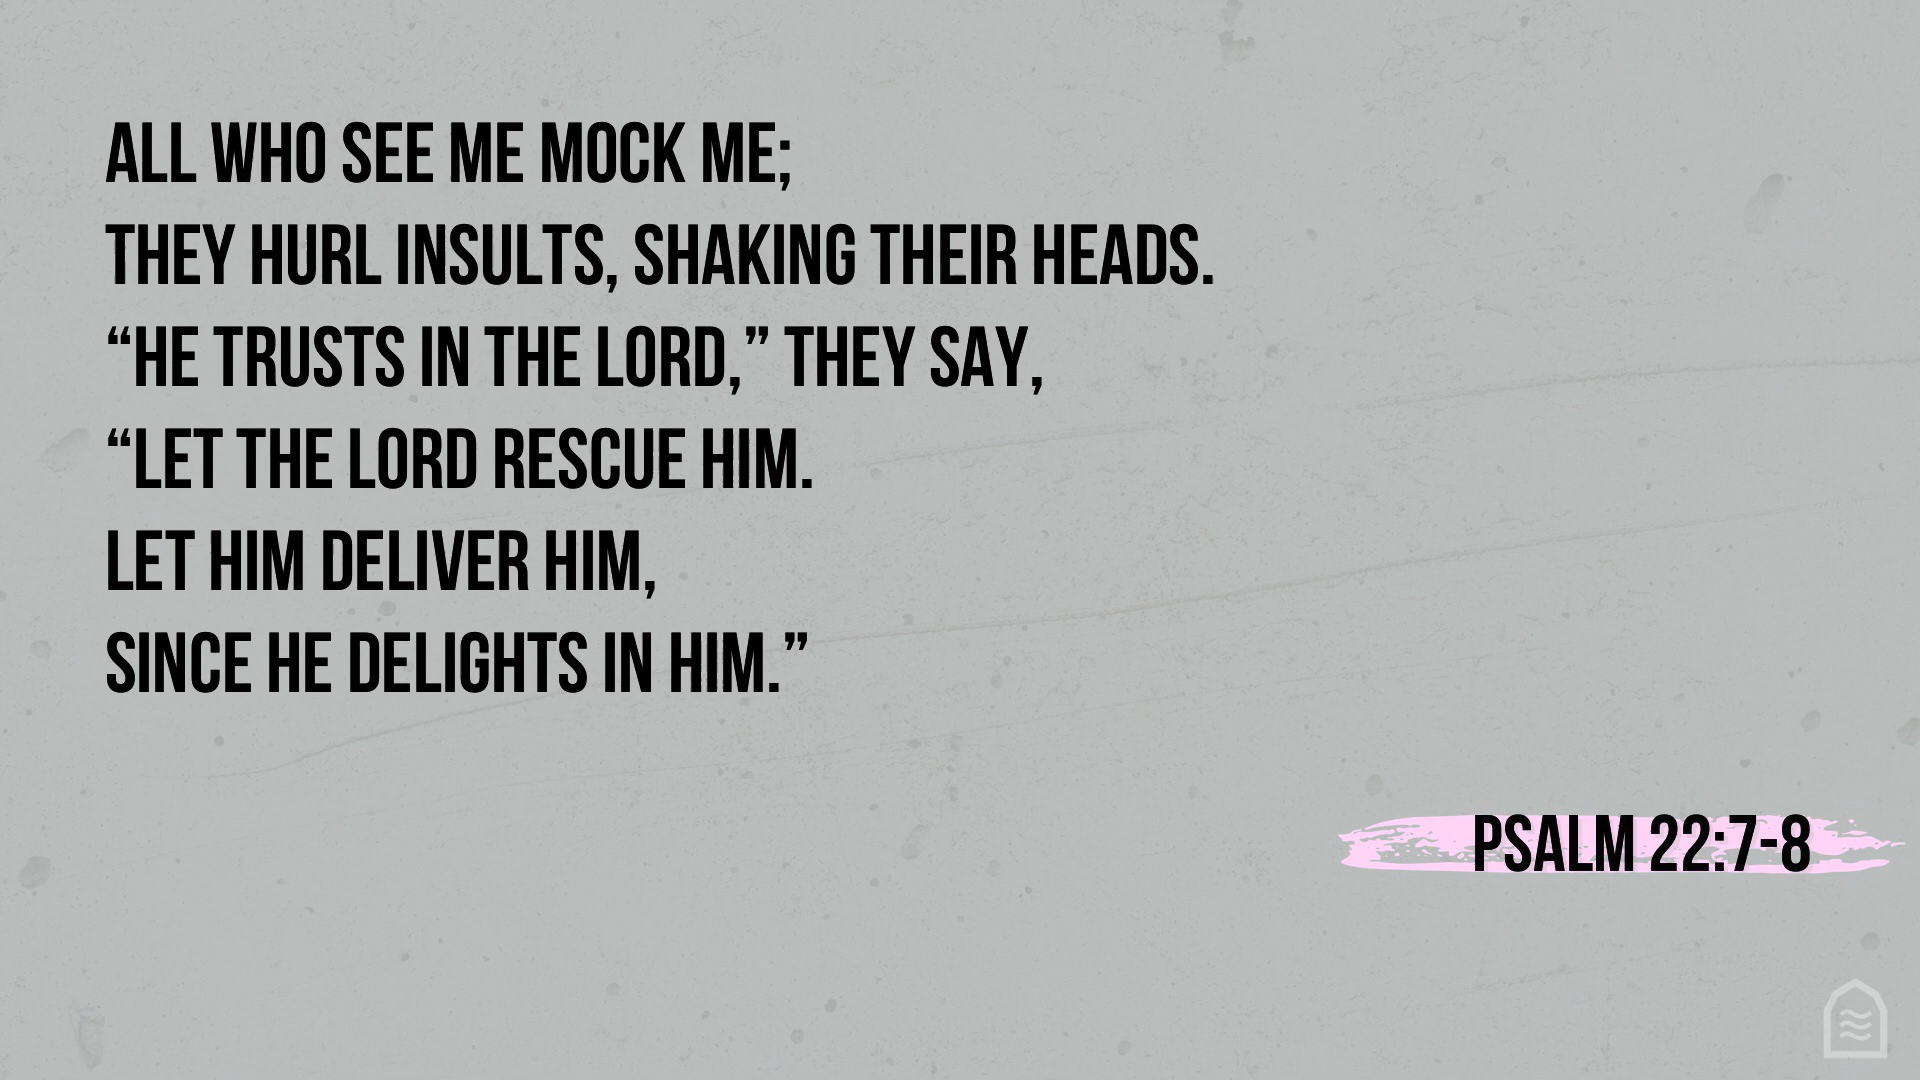 ALL WHO SEE ME MOCK ME;
THEY HURL INSULTS, SHAKING THEIR HEADS.
“HE TRUSTS IN THE LORD,” THEY SAY,
“LET THE LORD RESCUE HIM.
LET HIM DELIVER HIM,
SINCE HE DELIGHTS IN HIM.”
PSALM 22:7-8